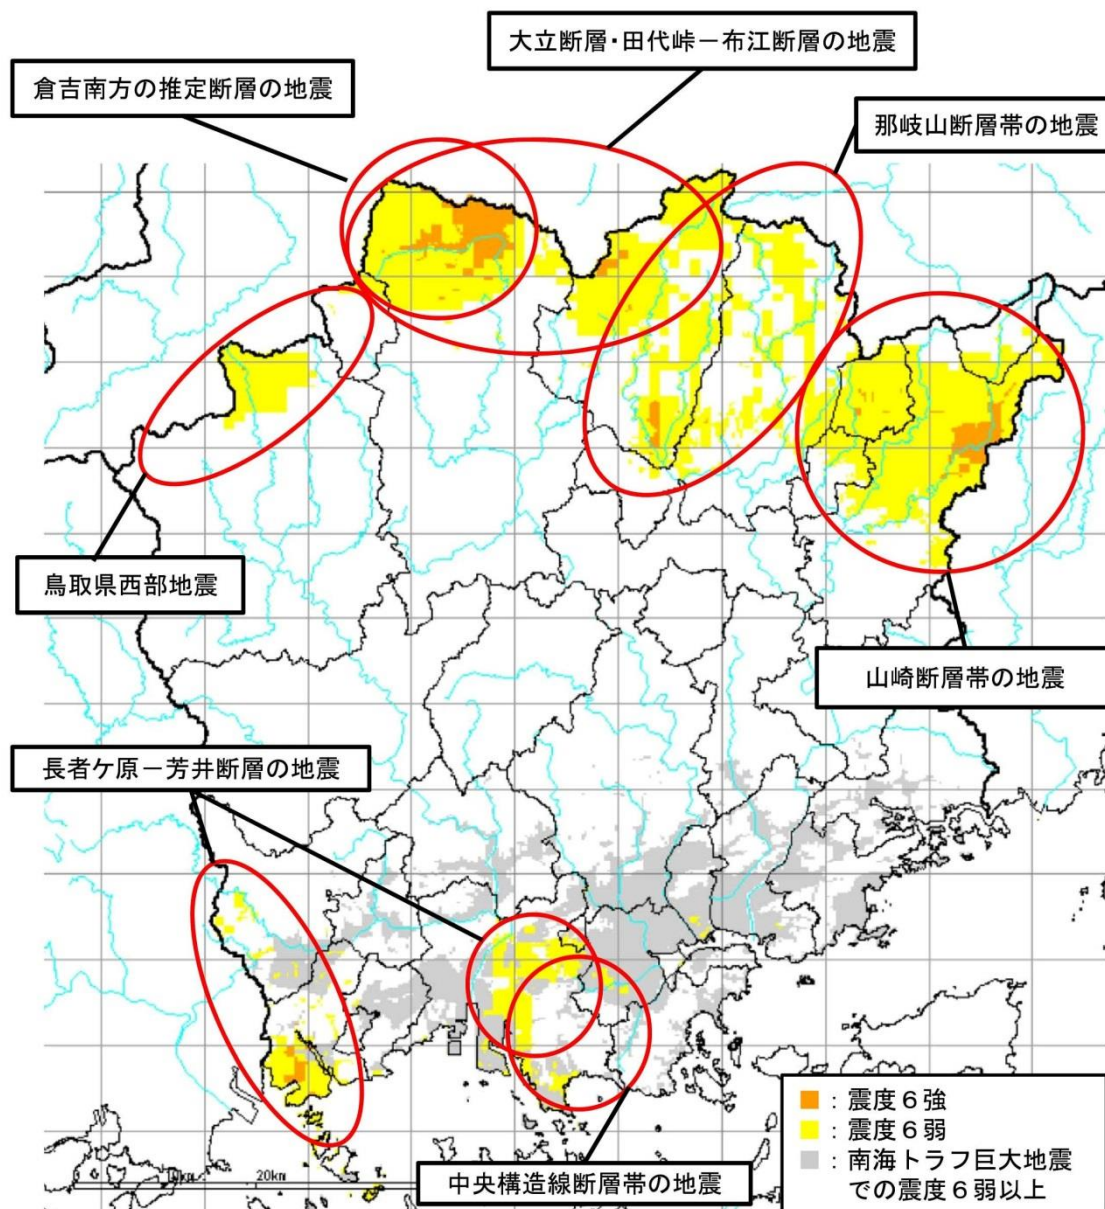 大立断層・田代峠－布江断層の地震
倉吉南方の推定断層の地震
那岐山断層帯の地震
鳥取県西部地震
山崎断層帯の地震
長者ケ原－芳井断層の地震
：震度６強
：震度６弱
：南海トラフ巨大地震
での震度６弱以上
20km
中央構造線断層帯の地震